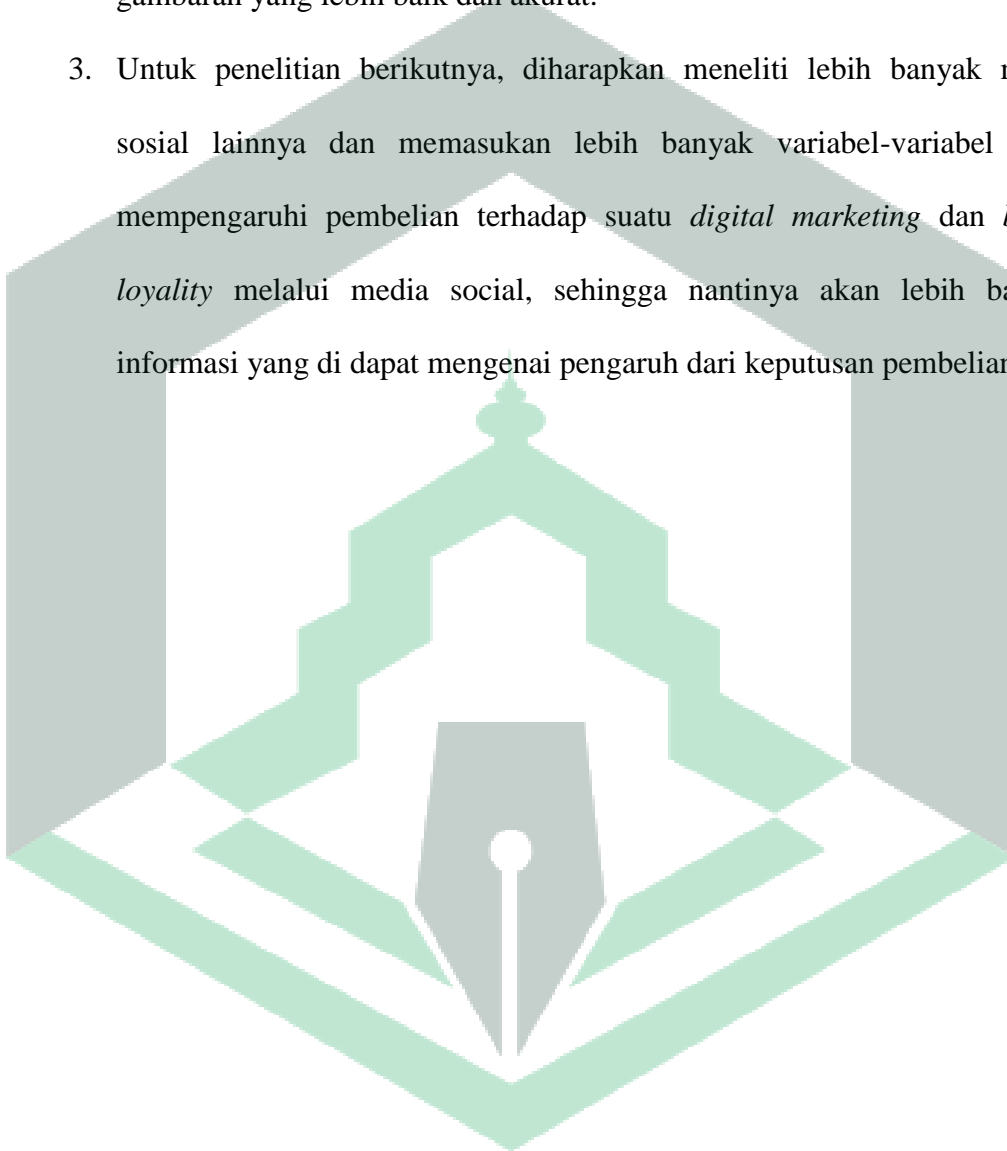 gambaran yang lebih baik dan akurat.
3. Untuk penelitian berikutnya, diharapkan meneliti lebih banyak
sosial lainnya dan memasukan lebih banyak variabel-variabel
mempengaruhi pembelian terhadap suatu digital marketing dan
loyality melalui media social, sehingga nantinya akan lebih
informasi yang di dapat mengenai pengaruh dari keputusan pembelian